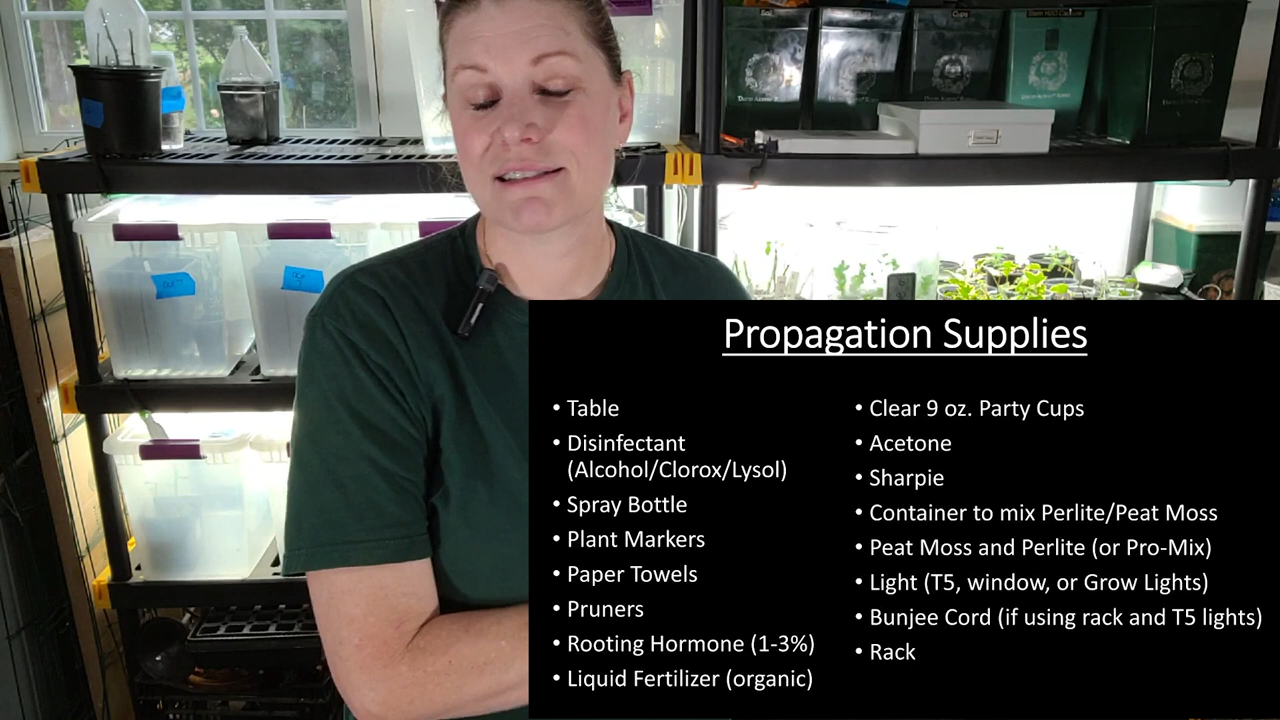 Propagation Supplies
• Table
• Disinfectant
(Alcohol/Clorox/Lysol)
• Spray Bottle
• Plant Markers
• Paper Towels
• Pruners
• Rooting Hormone (1-3%)
• Liquid Fertilizer (organic)
• Clear 9 oz. Party Cups
• Acetone
• Sharpie
• Container to mix Perlite/Peat Moss
• Peat Moss and Perlite (or Pro-Mix)
• Light (T5, window, or Grow Lights)
• Bunjee Cord (if using rack and T5 lights)
• Rack